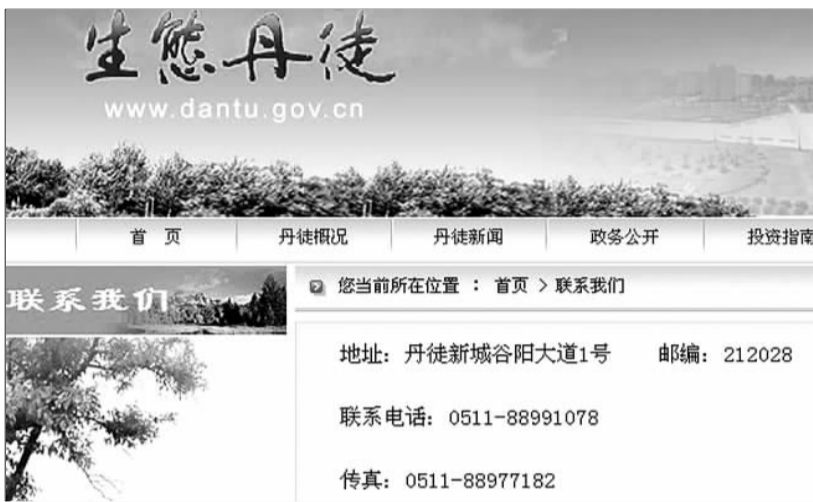 生態丹徒
www.dantu.gov.cn
首 页 丹徒概况 丹徒新闻 政务公开 投资指南
联系我们
您当前所在位置 : 首页 > 联系我们
地址: 丹徒新城谷阳大道1号 邮编: 212028
联系电话: 0511-88991078
传真: 0511-88977182